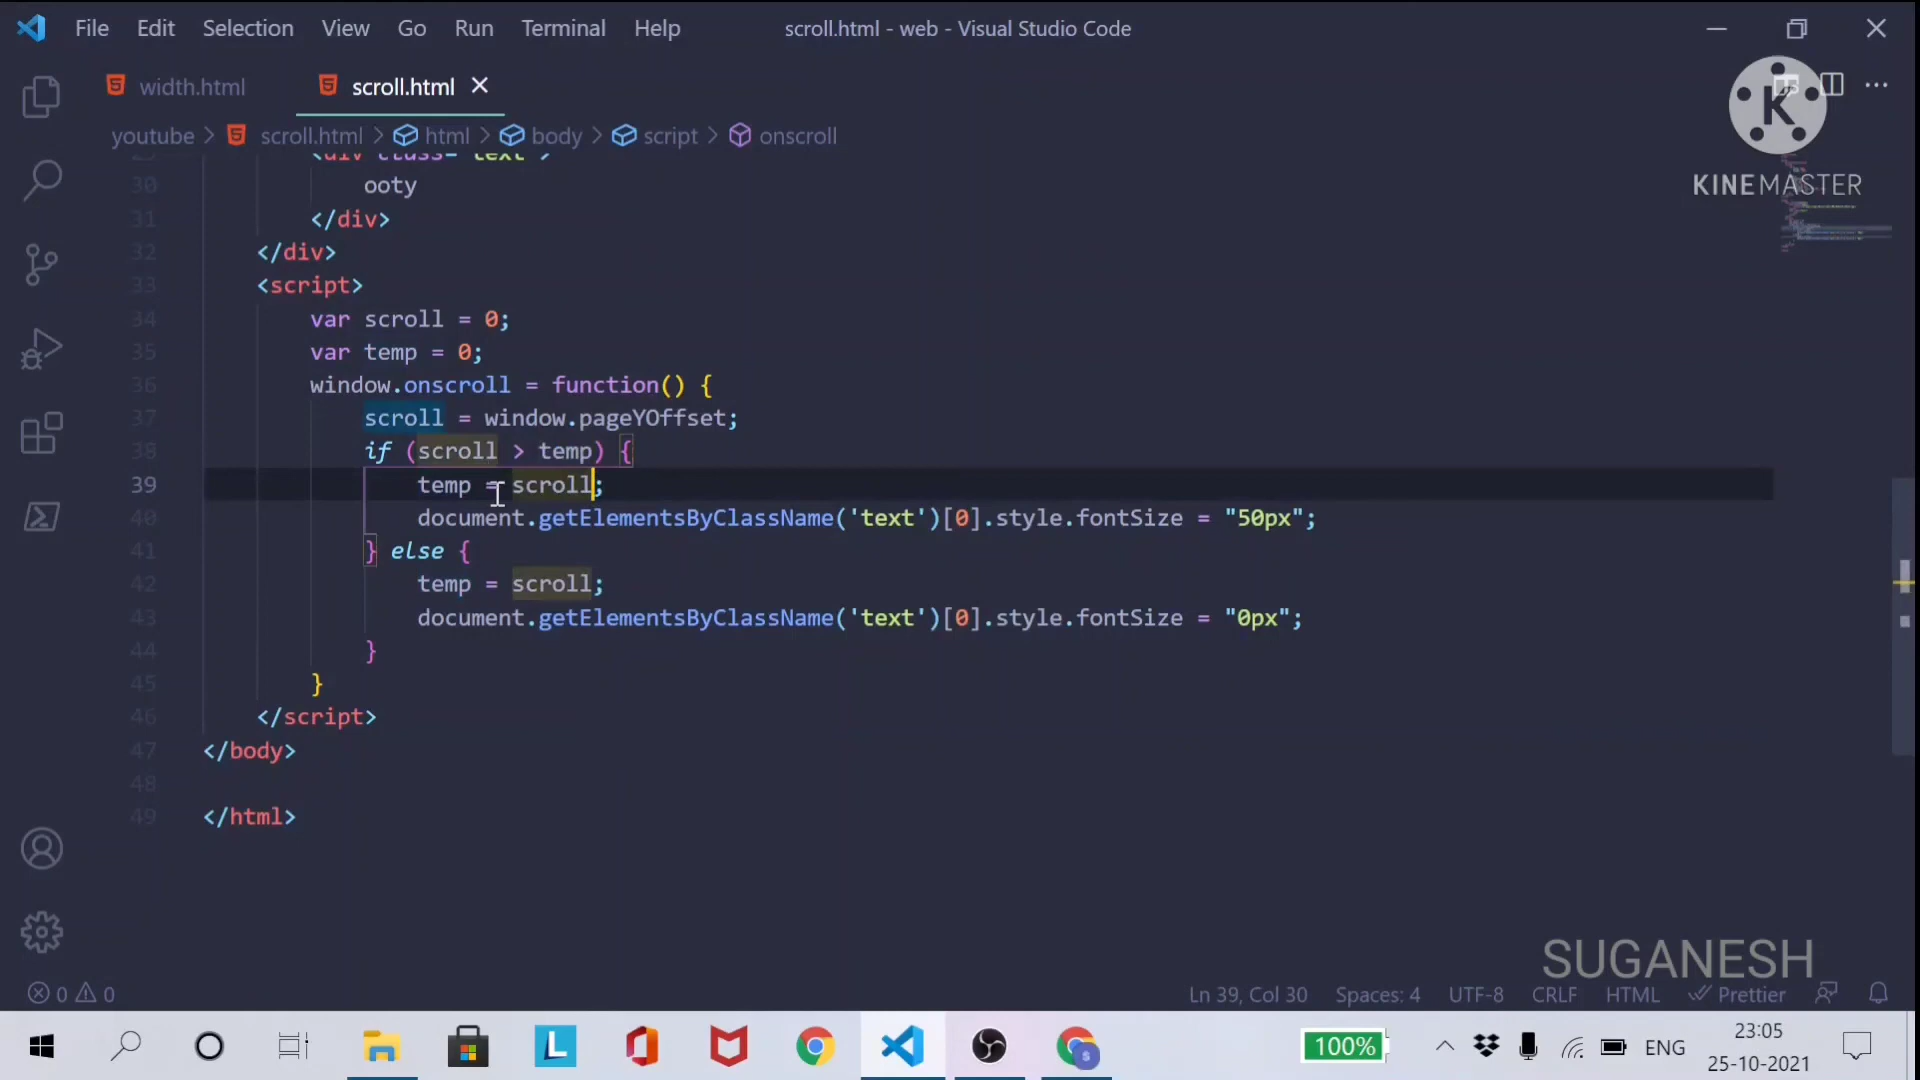 File Edit Selection View Go Run Terminal Help scroll.html - web - Visual Studio Code
width.html scroll.html
K
KINEMASTER
youtube > scroll.html > html > body > script > onscroll
<div class="text">
30 ooty
31 </div>
32 </div>
33 <script>
34 var scroll = 0;
35 var temp = 0;
36 window.onscroll = function() {
37 scroll = window.pageYOffset;
38 if (scroll > temp) {
39 temp = scroll;
40 document.getElementsByClassName('text')[0].style.fontSize = "50px";
41 } else {
42 temp = scroll;
43 document.getElementsByClassName('text')[0].style.fontSize = "0px";
44 }
45 }
46 </script>
47 </body>
48
49 </html>
SUGANESH
0 0 Ln 39, Col 30 Spaces: 4 UTF-8 CRLF HTML Prettier
100% ENG 23:05
25-10-2021